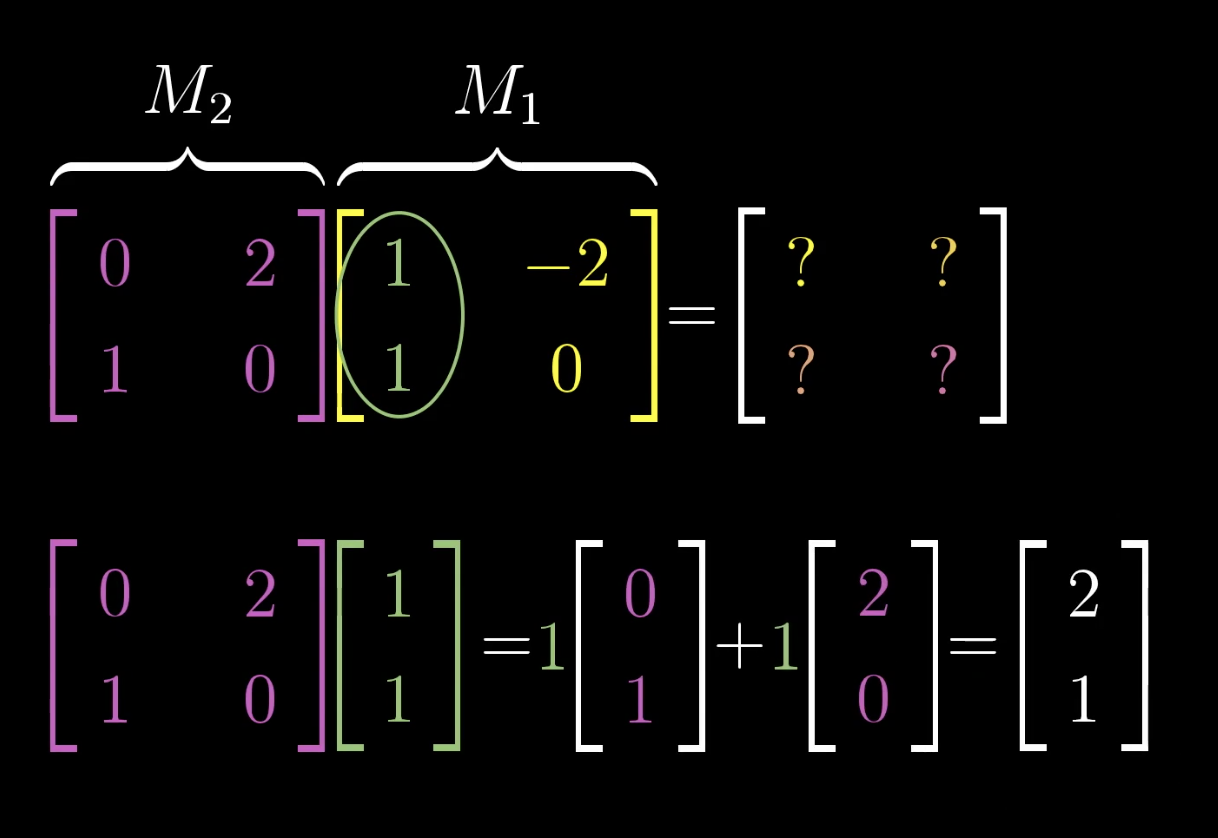 M₂ M₁
[0 2; 1 0] [1 −2; 1 0] = [? ?; ? ?]
[0 2; 1 0] [1; 1] = 1 [0; 1] + 1 [2; 0] = [2; 1]